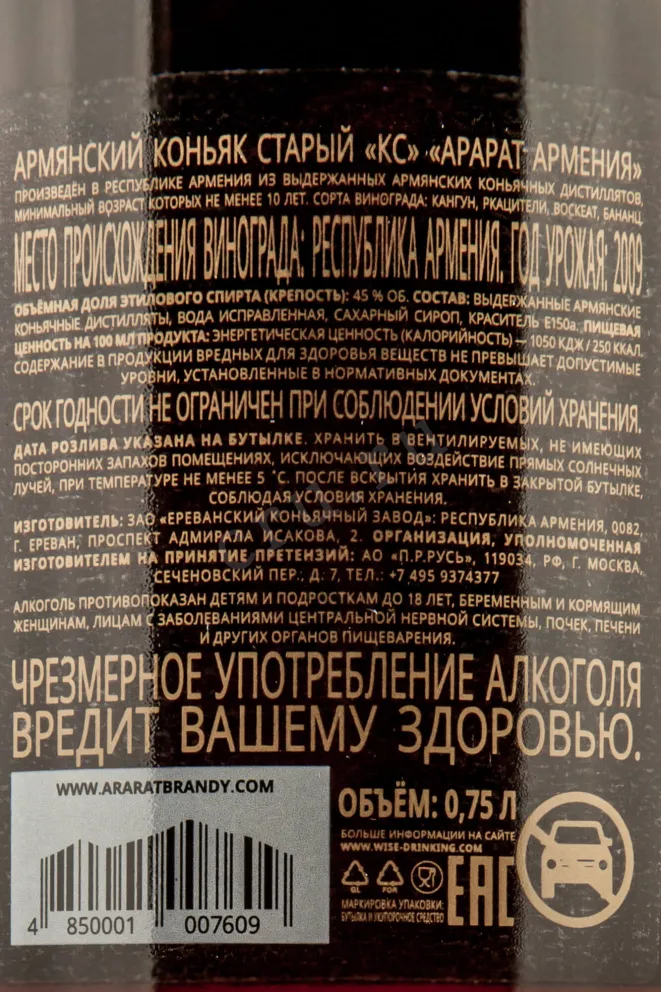 АРМЯНСКИЙ КОНЬЯК СТАРЫЙ «КС» «АРАРАТ АРМЕНИЯ»
ПРОИЗВЕДЁН В РЕСПУБЛИКЕ АРМЕНИЯ ИЗ ВЫДЕРЖАННЫХ АРМЯНСКИХ КОНЬЯЧНЫХ ДИСТИЛЛЯТОВ,
МИНИМАЛЬНЫЙ ВОЗРАСТ КОТОРЫХ НЕ МЕНЕЕ 10 ЛЕТ. СОРТА ВИНОГРАДА: КАНГУН, РКАЦИТЕЛИ, ВОСКЕАТ, БАНАНЦ.
МЕСТО ПРОИСХОЖДЕНИЯ ВИНОГРАДА: РЕСПУБЛИКА АРМЕНИЯ. ГОД УРОЖАЯ: 2009
ОБЪЁМНАЯ ДОЛЯ ЭТИЛОВОГО СПИРТА (КРЕПОСТЬ): 45 % ОБ. СОСТАВ: ВЫДЕРЖАННЫЕ АРМЯНСКИЕ
КОНЬЯЧНЫЕ ДИСТИЛЛЯТЫ, ВОДА ИСПРАВЛЕННАЯ, САХАРНЫЙ СИРОП, КРАСИТЕЛЬ Е150а. ПИЩЕВАЯ
ЦЕННОСТЬ НА 100 МЛ ПРОДУКТА: ЭНЕРГЕТИЧЕСКАЯ ЦЕННОСТЬ (КАЛОРИЙНОСТЬ) – 1050 КДЖ / 250 ККАЛ.
СОДЕРЖАНИЕ В ПРОДУКЦИИ ВРЕДНЫХ ДЛЯ ЗДОРОВЬЯ ВЕЩЕСТВ НЕ ПРЕВЫШАЕТ ДОПУСТИМЫЕ
УРОВНИ, УСТАНОВЛЕННЫЕ В НОРМАТИВНЫХ ДОКУМЕНТАХ.
СРОК ГОДНОСТИ НЕ ОГРАНИЧЕН ПРИ СОБЛЮДЕНИИ УСЛОВИЙ ХРАНЕНИЯ.
ДАТА РОЗЛИВА УКАЗАНА НА БУТЫЛКЕ. ХРАНИТЬ В ВЕНТИЛИРУЕМЫХ, НЕ ИМЕЮЩИХ
ПОСТОРОННИХ ЗАПАХОВ ПОМЕЩЕНИЯХ, ИСКЛЮЧАЮЩИХ ВОЗДЕЙСТВИЕ ПРЯМЫХ СОЛНЕЧНЫХ
ЛУЧЕЙ, ПРИ ТЕМПЕРАТУРЕ НЕ МЕНЕЕ 5 °С. ПОСЛЕ ВСКРЫТИЯ ХРАНИТЬ В ЗАКРЫТОЙ БУТЫЛКЕ,
СОБЛЮДАЯ УСЛОВИЯ ХРАНЕНИЯ.
ИЗГОТОВИТЕЛЬ: ЗАО «ЕРЕВАНСКИЙ КОНЬЯЧНЫЙ ЗАВОД»: РЕСПУБЛИКА АРМЕНИЯ, 0082,
Г. ЕРЕВАН, ПРОСПЕКТ АДМИРАЛА ИСАКОВА, 2. ОРГАНИЗАЦИЯ, УПОЛНОМОЧЕННАЯ
ИЗГОТОВИТЕЛЕМ НА ПРИНЯТИЕ ПРЕТЕНЗИЙ: АО «П.Р.РУСЬ», 119034, РФ, Г. МОСКВА,
СЕЧЕНОВСКИЙ ПЕР., Д. 7, ТЕЛ.: +7 495 9374377
АЛКОГОЛЬ ПРОТИВОПОКАЗАН ДЕТЯМ И ПОДРОСТКАМ ДО 18 ЛЕТ, БЕРЕМЕННЫМ И КОРМЯЩИМ
ЖЕНЩИНАМ, ЛИЦАМ С ЗАБОЛЕВАНИЯМИ ЦЕНТРАЛЬНОЙ НЕРВНОЙ СИСТЕМЫ, ПОЧЕК, ПЕЧЕНИ
И ДРУГИХ ОРГАНОВ ПИЩЕВАРЕНИЯ.
ЧРЕЗМЕРНОЕ УПОТРЕБЛЕНИЕ АЛКОГОЛЯ
ВРЕДИТ ВАШЕМУ ЗДОРОВЬЮ.
WWW.ARARATBRANDY.COM
4 850001 007609
ОБЪЁМ: 0,75 Л
БОЛЬШЕ ИНФОРМАЦИИ НА САЙТЕ
WWW.WISE-DRINKING.COM
GL FOR
МАРКИРОВКА УПАКОВКИ:
БУТЫЛКА И УКУПОРОЧНОЕ СРЕДСТВО
EAC